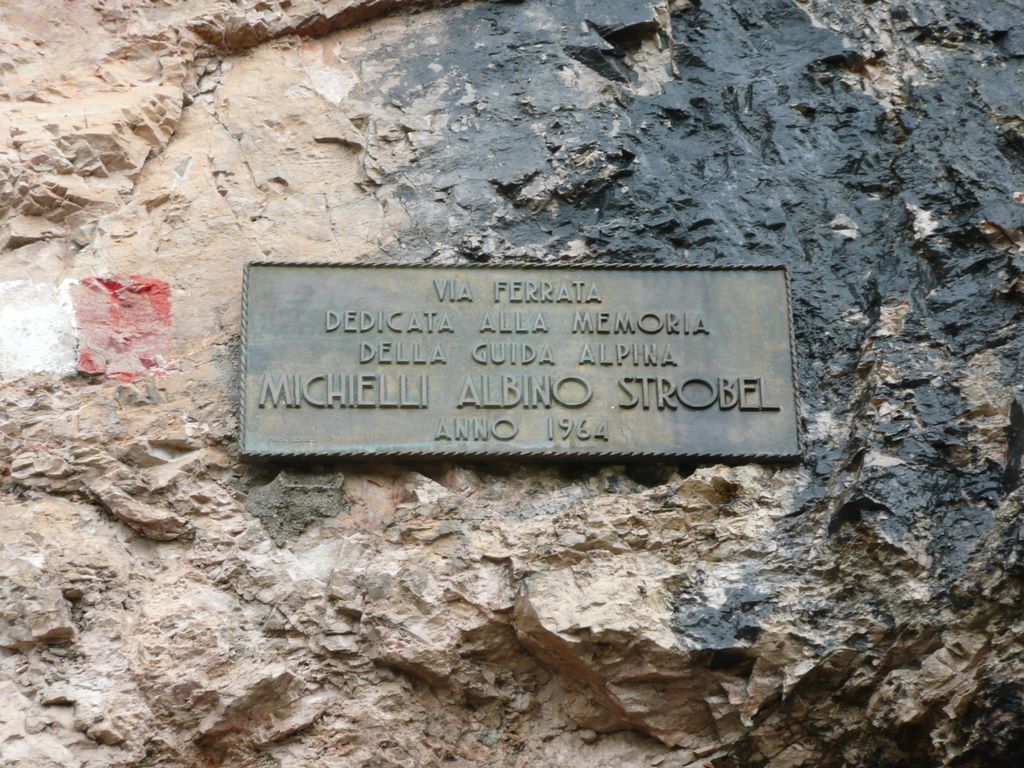 VIA FERRATA
DEDICATA ALLA MEMORIA
DELLA GUIDA ALPINA
MICHIELLI ALBINO STROBEL
ANNO 1964